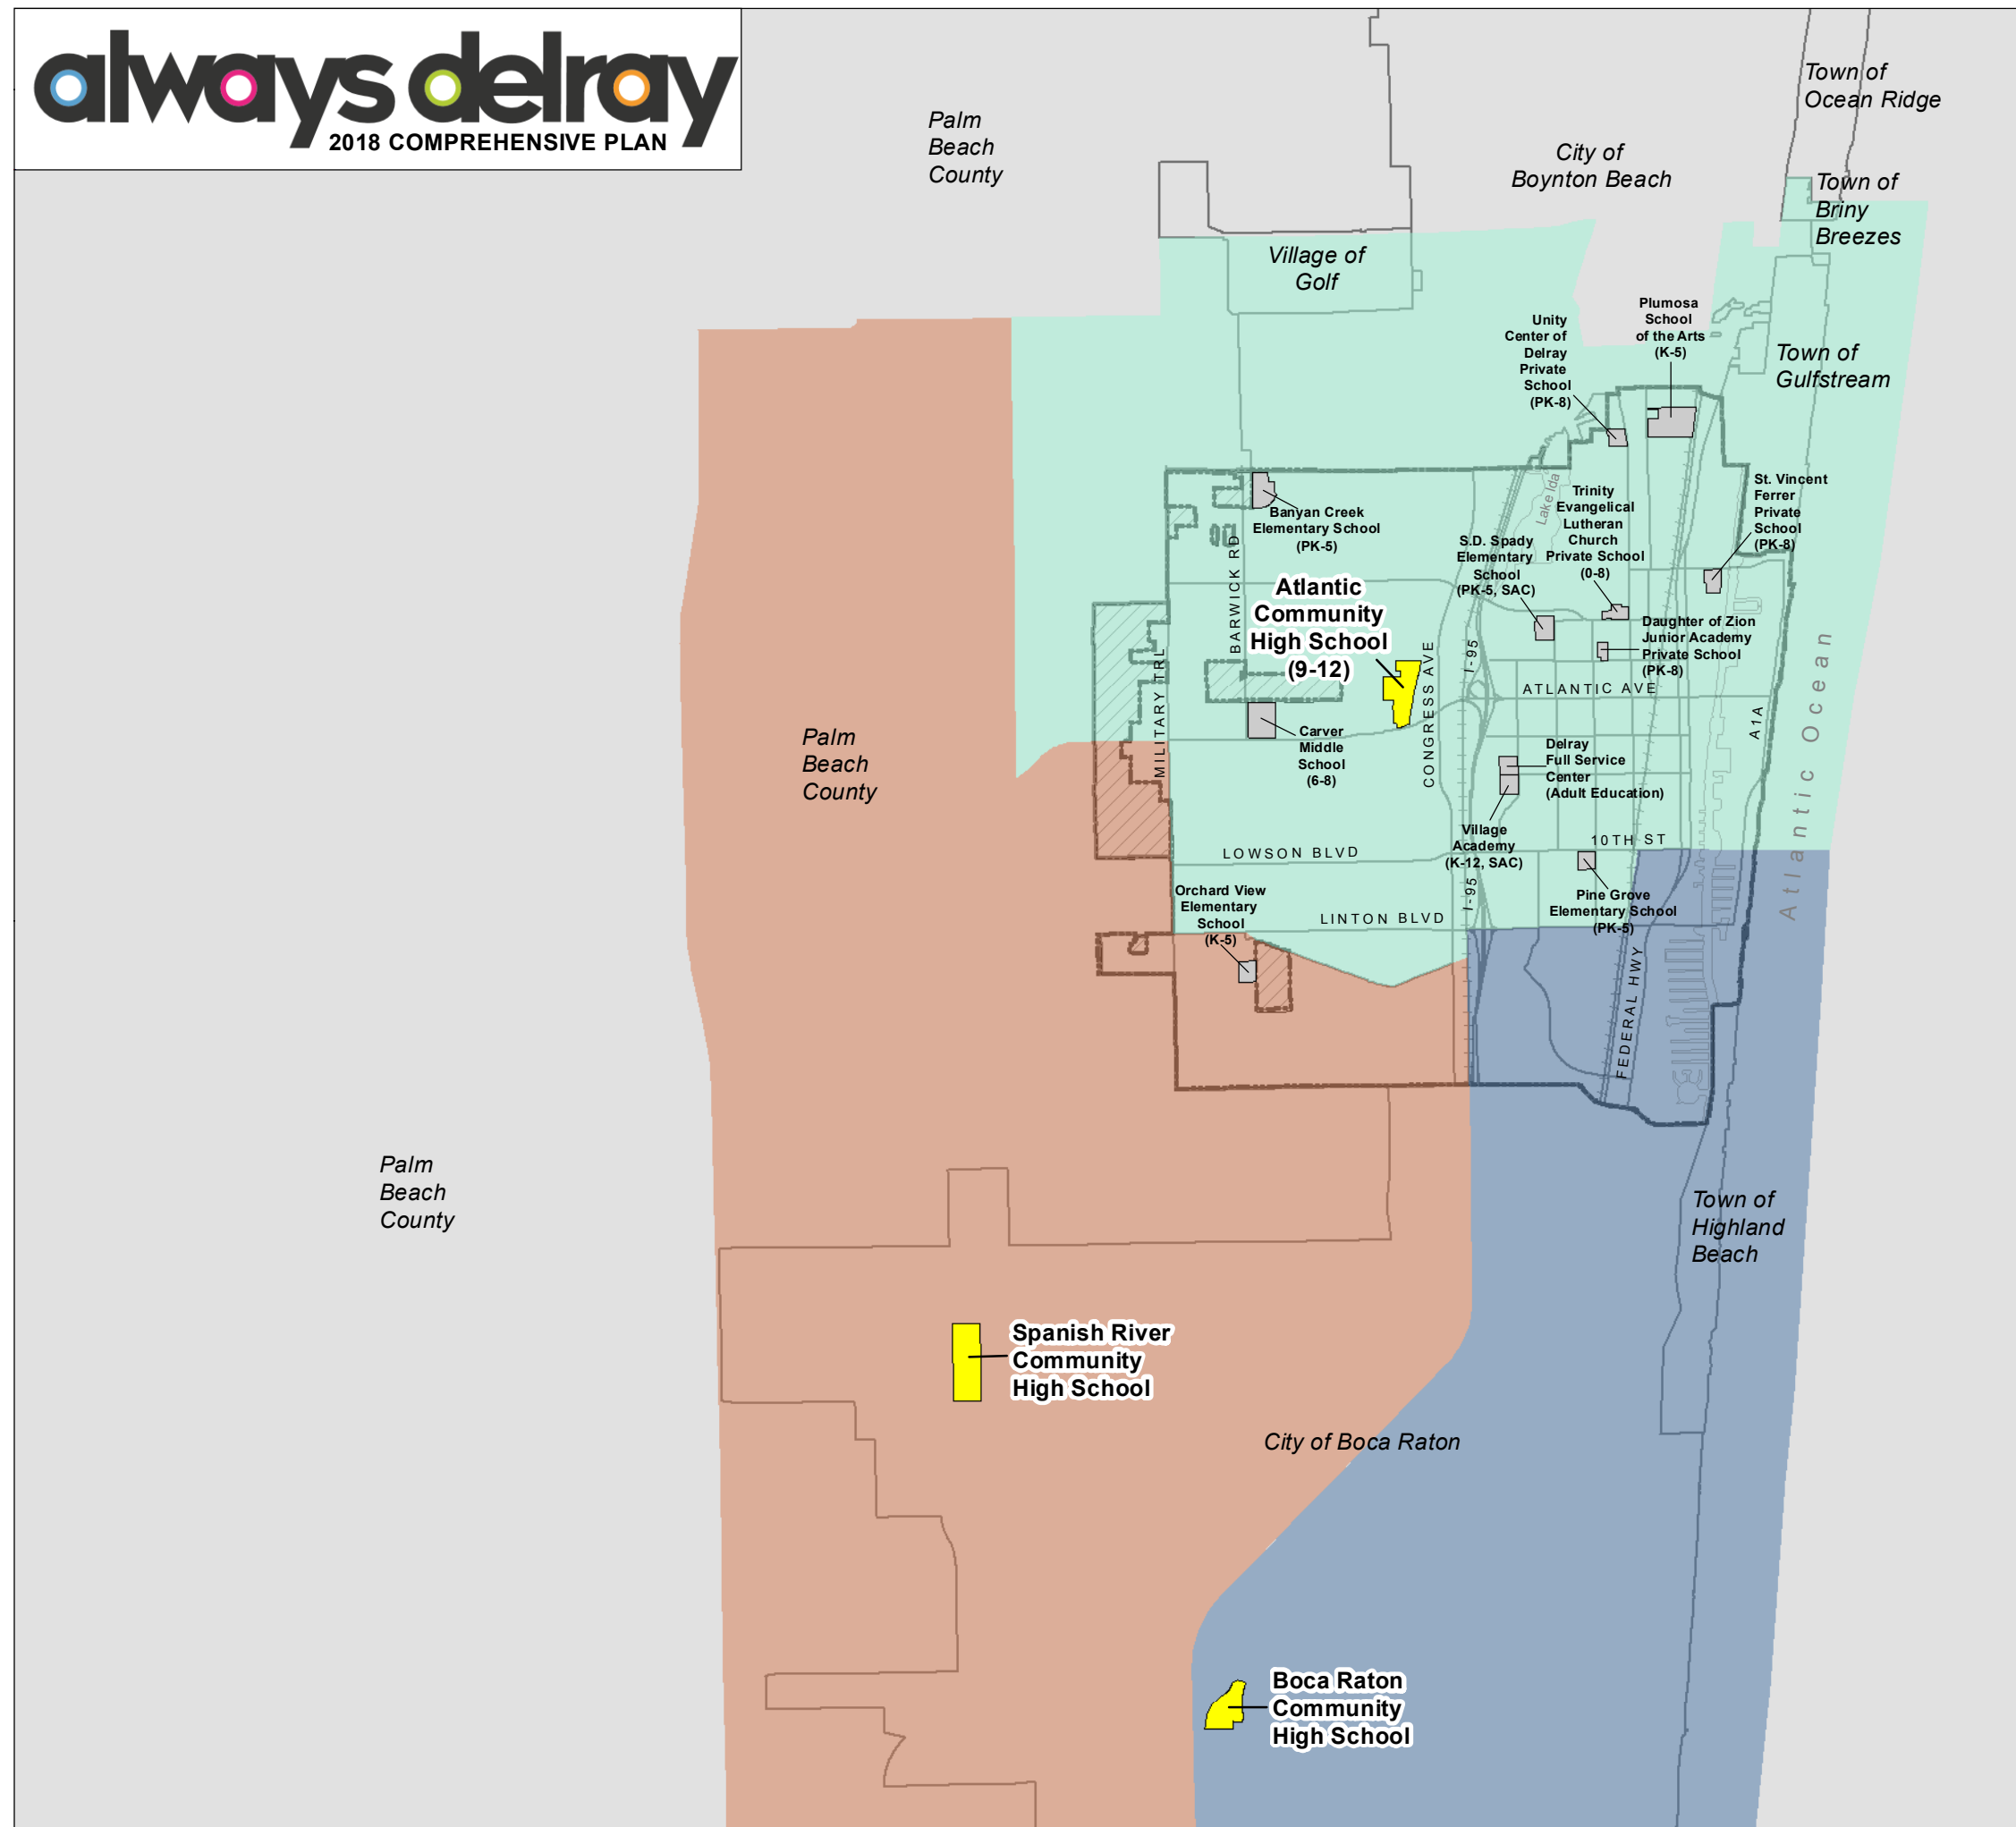 always delray
2018 COMPREHENSIVE PLAN
Palm
Beach
County
City of
Boynton Beach
Town of
Ocean Ridge
Town of
Briny
Breezes
Village of
Golf
Unity
Center of
Delray
Private
School
(PK-8)
Plumosa
School
of the Arts
(K-5)
Town of
Gulfstream
Banyan Creek
Elementary School
(PK-5)
Lake Ida
Trinity
Evangelical
Lutheran
Church
Private School
(0-8)
St. Vincent
Ferrer
Private
School
(PK-8)
S.D. Spady
Elementary
School
(PK-5, SAC)
BARWICK RD
Atlantic
Community
High School
(9-12)
Daughter of Zion
Junior Academy
Private School
(PK-8)
MILITARY TRL
CONGRESS AVE
I-95
ATLANTIC AVE
A1A
Atlantic Ocean
Palm
Beach
County
Carver
Middle
School
(6-8)
Delray
Full Service
Center
(Adult Education)
Village
Academy
(K-12, SAC)
10TH ST
LOWSON BLVD
I-95
Orchard View
Elementary
School
(K-5)
LINTON BLVD
Pine Grove
Elementary School
(PK-5)
FEDERAL HWY
Palm
Beach
County
Town of
Highland
Beach
Spanish River
Community
High School
City of Boca Raton
Boca Raton
Community
High School